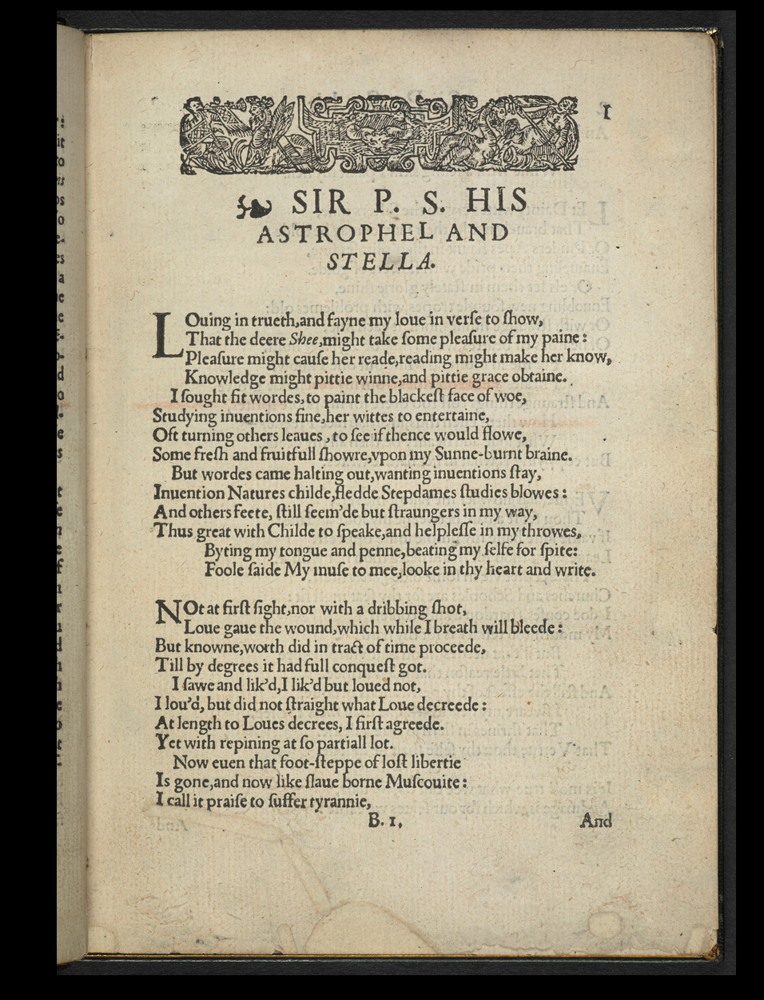 1
SIR P. S. HIS
ASTROPHEL AND
STELLA.
LOuing in trueth,and fayne my loue in verſe to ſhow,
That the deere Shee,might take ſome pleaſure of my paine:
Pleaſure might cauſe her reade,reading might make her know,
Knowledge might pittie winne,and pittie grace obtaine.
I ſought fit wordes,to paint the blackeſt face of woe,
Studying inuentions fine,her wittes to entertaine,
Oft turning others leaues, to ſee if thence would flowe,
Some freſh and fruitfull ſhowre,vpon my Sunne-burnt braine.
But wordes came halting out,wanting inuentions ſtay,
Inuention Natures childe,fledde Stepdames ſtudies blowes:
And others feete, ſtill ſeem'de but ſtraungers in my way,
Thus great with Childe to ſpeake,and helpleſſe in my throwes,
Byting my tongue and penne,beating my ſelfe for ſpite:
Foole ſaide My muſe to mee,looke in thy heart and write.
NOt at firſt ſight,nor with a dribbing ſhot,
Loue gaue the wound,which while I breath will bleede:
But knowne,worth did in tract of time proceede,
Till by degrees it had full conqueſt got.
I ſawe and lik'd,I lik'd but loued not,
I lou'd, but did not ſtraight what Loue decreede:
At length to Loues decrees, I firſt agreede.
Yet with repining at ſo partiall lot.
Now euen that foot-ſteppe of loſt libertie
Is gone,and now like ſlaue borne Muſcouite:
I call it praiſe to ſuffer tyrannie,
B. 1,
And